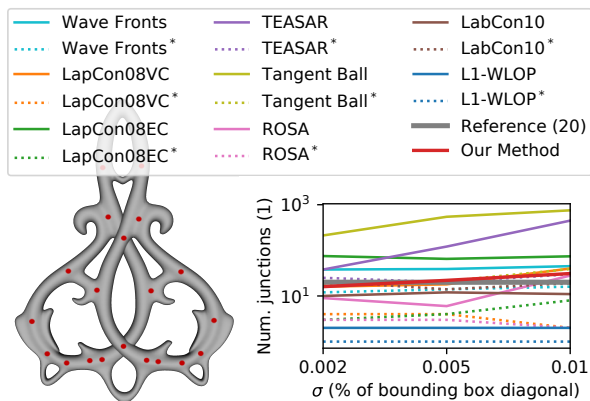 Wave Fronts
Wave Fronts*
LapCon08VC
LapCon08VC*
LapCon08EC
LapCon08EC*
TEASAR
TEASAR*
Tangent Ball
Tangent Ball*
ROSA
ROSA*
LabCon10
LabCon10*
L1-WLOP
L1-WLOP*
Reference (20)
Our Method
Num. junctions (1)
10³
10¹
0.002 0.005 0.01
σ (% of bounding box diagonal)